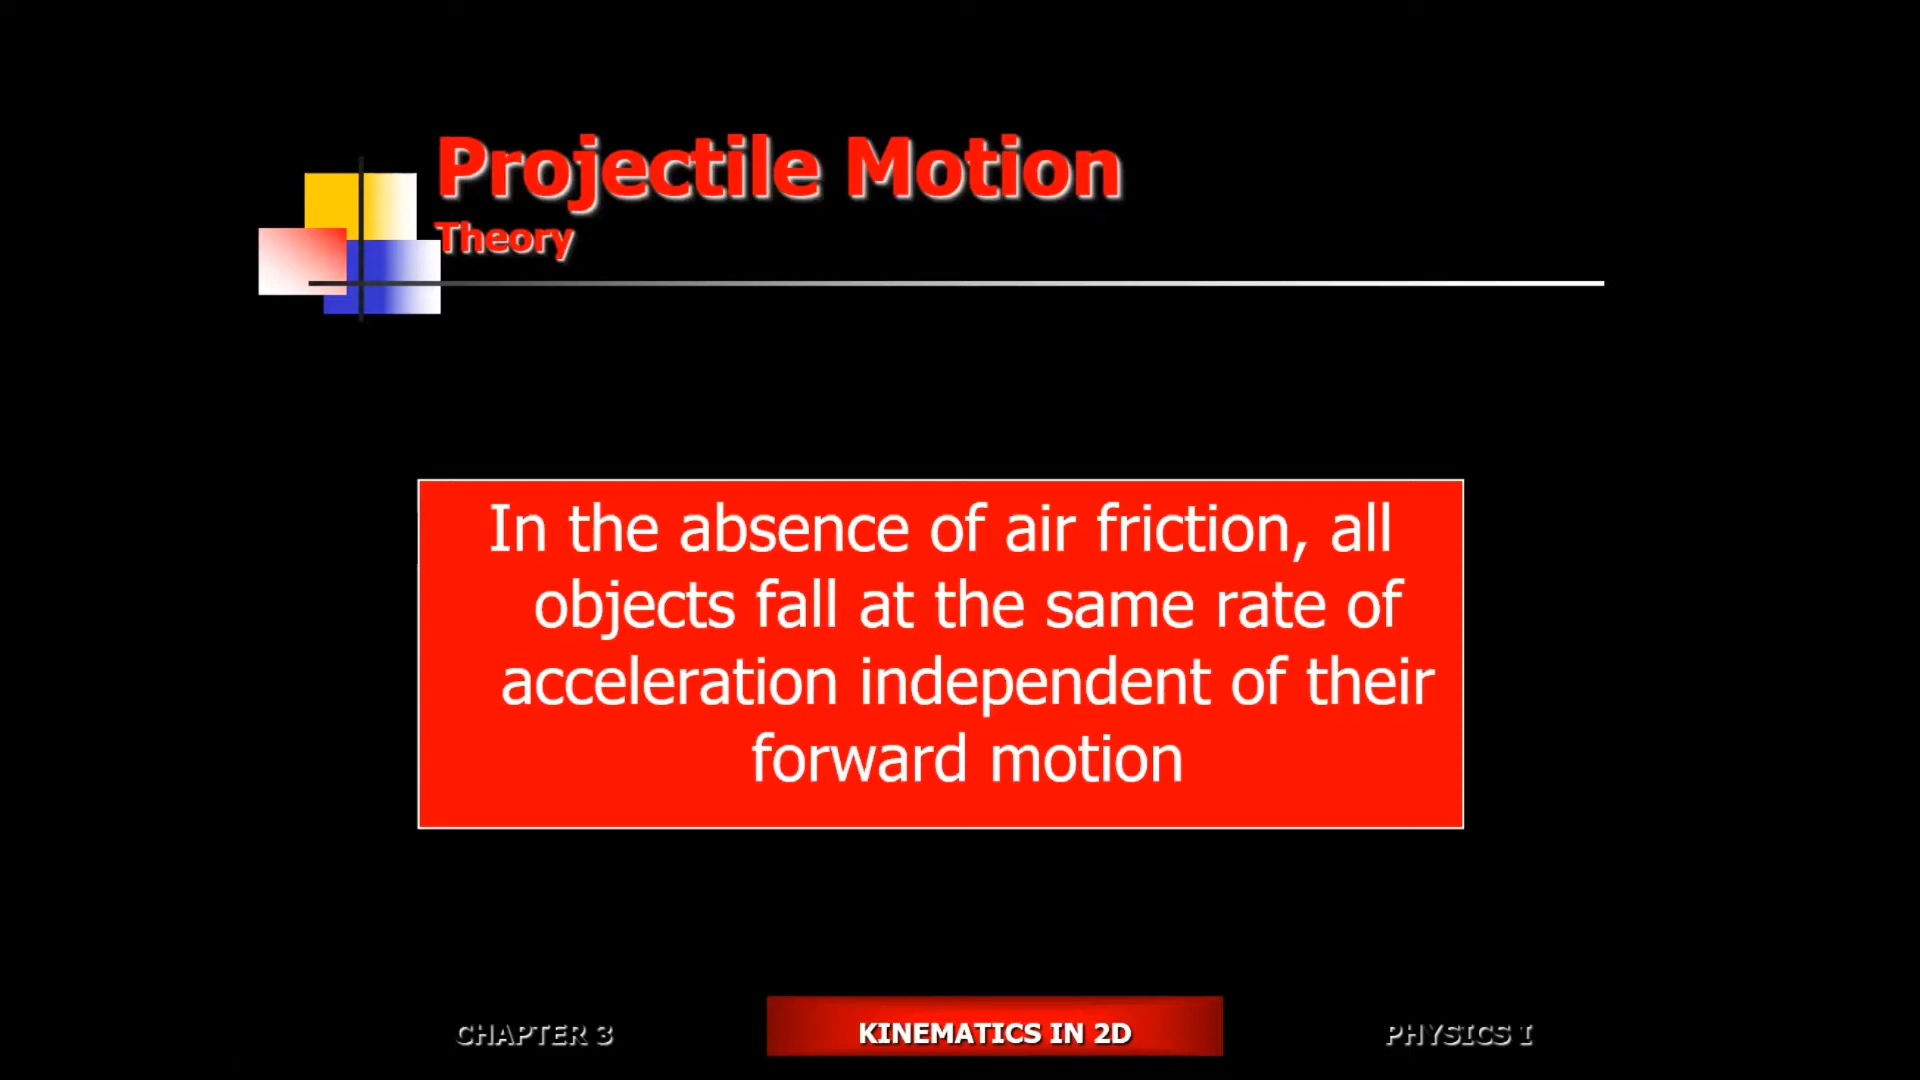 Projectile Motion
Theory
In the absence of air friction, all
objects fall at the same rate of
acceleration independent of their
forward motion
CHAPTER 3
KINEMATICS IN 2D
PHYSICS I